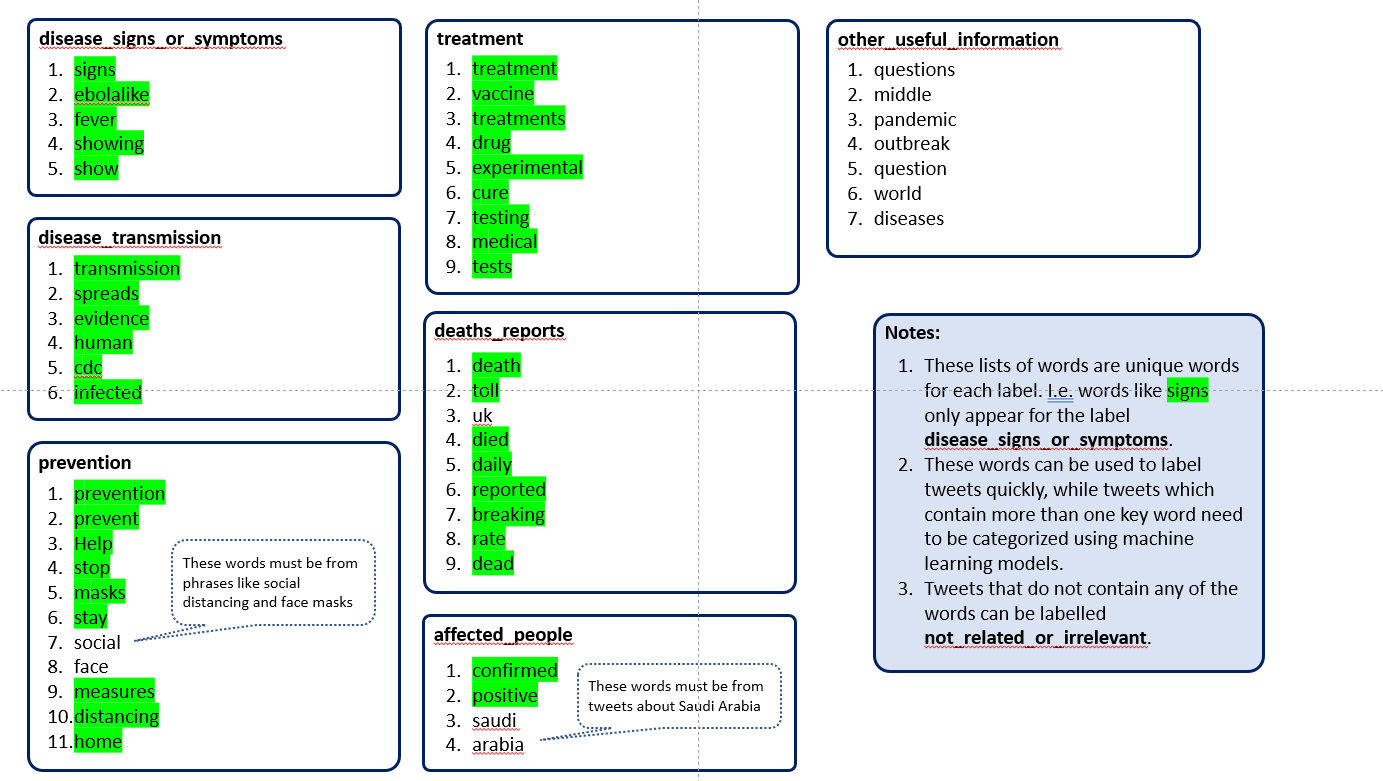 disease_signs_or_symptoms
1. signs
2. ebolalike
3. fever
4. showing
5. show
disease_transmission
1. transmission
2. spreads
3. evidence
4. human
5. cdc
6. infected
prevention
1. prevention
2. prevent
3. Help
4. stop
5. masks
6. stay
7. social
8. face
9. measures
10. distancing
11. home
These words must be from
phrases like social
distancing and face masks
treatment
1. treatment
2. vaccine
3. treatments
4. drug
5. experimental
6. cure
7. testing
8. medical
9. tests
deaths_reports
1. death
2. toll
3. uk
4. died
5. daily
6. reported
7. breaking
8. rate
9. dead
affected_people
1. confirmed
2. positive
3. saudi
4. arabia
These words must be from
tweets about Saudi Arabia
other_useful_information
1. questions
2. middle
3. pandemic
4. outbreak
5. question
6. world
7. diseases
Notes:
1. These lists of words are unique words
for each label. I.e. words like signs
only appear for the label
disease_signs_or_symptoms.
2. These words can be used to label
tweets quickly, while tweets which
contain more than one key word need
to be categorized using machine
learning models.
3. Tweets that do not contain any of the
words can be labelled
not_related_or_irrelevant.